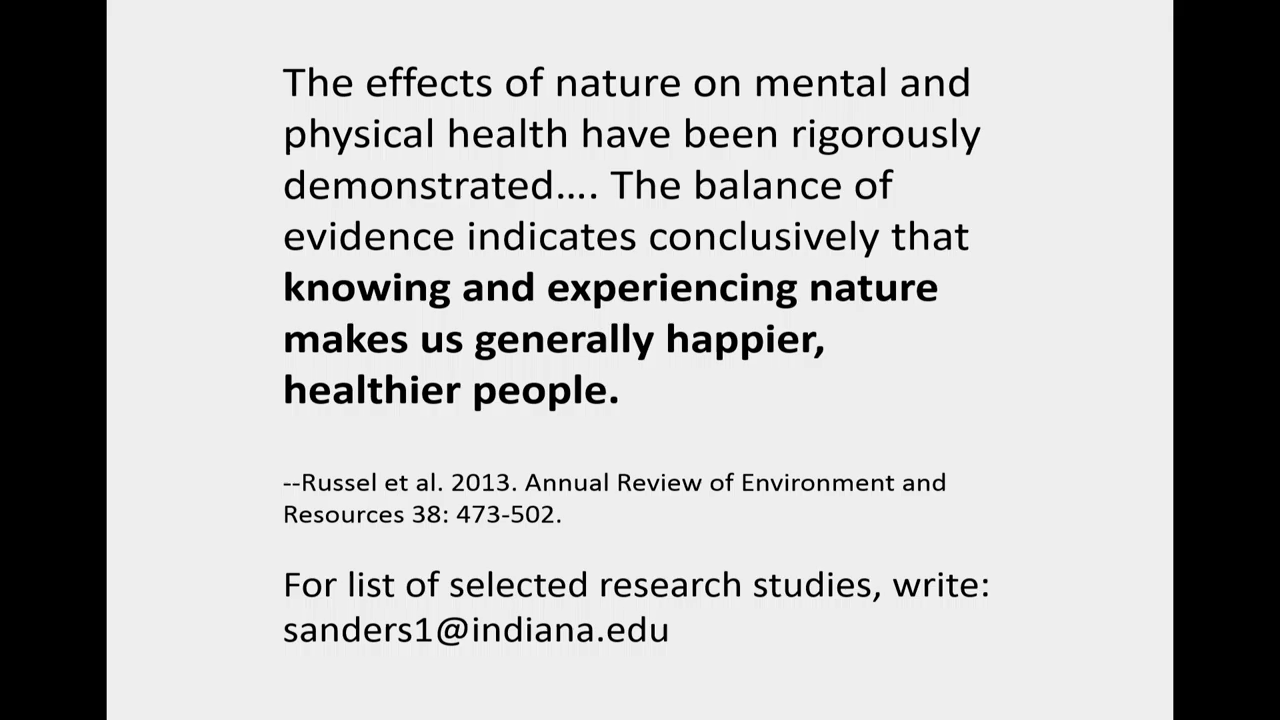 The effects of nature on mental and
physical health have been rigorously
demonstrated.... The balance of
evidence indicates conclusively that
knowing and experiencing nature
makes us generally happier,
healthier people.
--Russel et al. 2013. Annual Review of Environment and
Resources 38: 473-502.
For list of selected research studies, write:
sanders1@indiana.edu